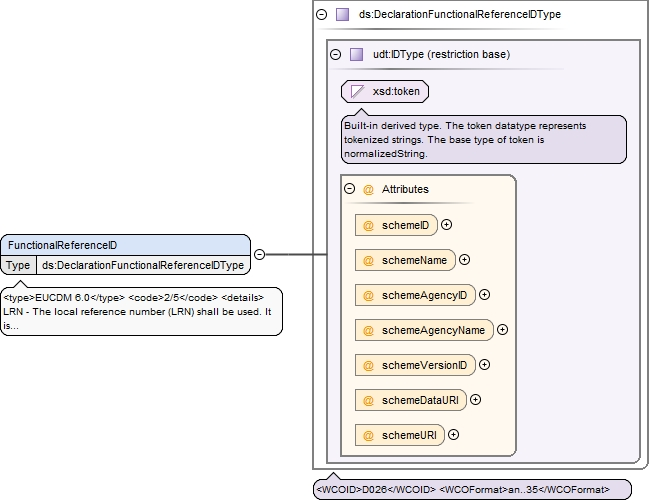 ds:DeclarationFunctionalReferenceIDType
udt:IDType (restriction base)
xsd:token
Built-in derived type. The token datatype represents
tokenized strings. The base type of token is
normalizedString.
@ Attributes
@ schemeID
@ schemeName
@ schemeAgencyID
@ schemeAgencyName
@ schemeVersionID
@ schemeDataURI
@ schemeURI
FunctionalReferenceID
Type ds:DeclarationFunctionalReferenceIDType
<type>EUCDM 6.0</type> <code>2/5</code> <details>
LRN - The local reference number (LRN) shall be used. It
is...
<WCOID>D026</WCOID> <WCOFormat>an..35</WCOFormat>